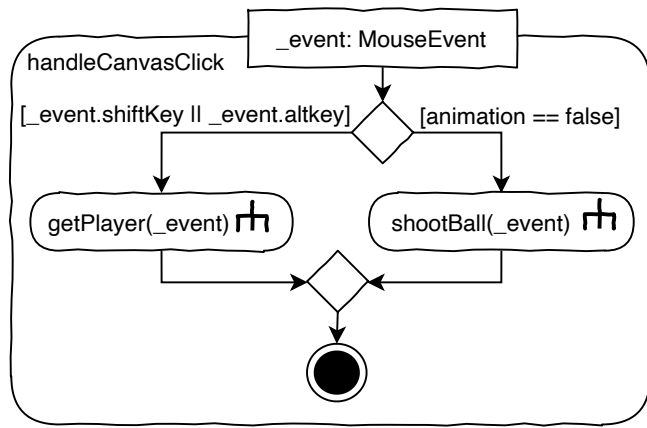 _event: MouseEvent
handleCanvasClick
[_event.shiftKey || _event.altkey]
[animation == false]
getPlayer(_event)
shootBall(_event)